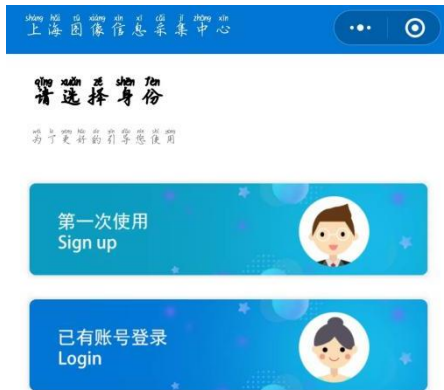 上海图像信息采集中心
请选择身份
为了更好的引导您使用
第一次使用
Sign up
已有账号登录
Login